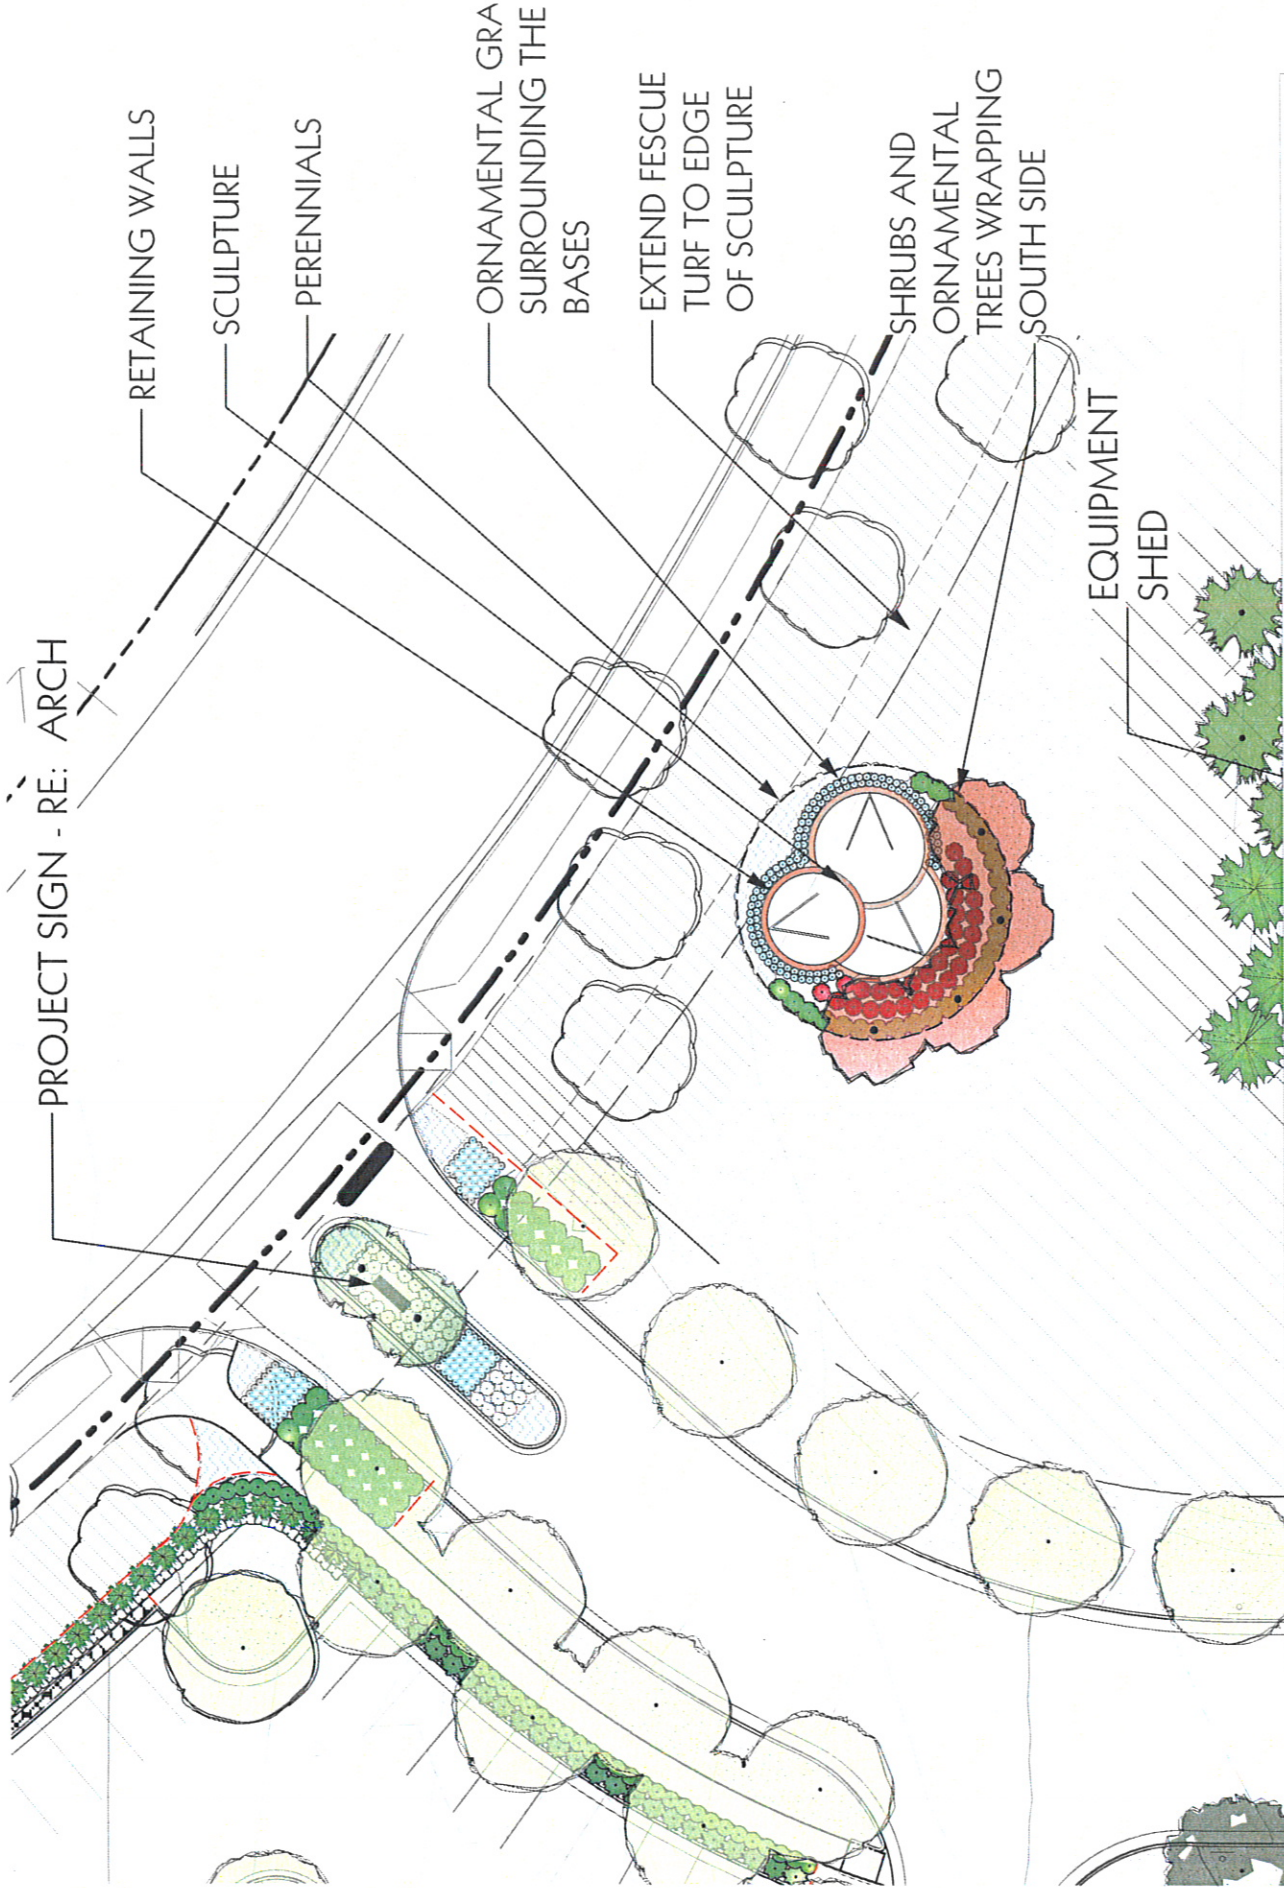 PROJECT SIGN - RE: ARCH
RETAINING WALLS
SCULPTURE
PERENNIALS
ORNAMENTAL GRA
SURROUNDING THE
BASES
EXTEND FESCUE
TURF TO EDGE
OF SCULPTURE
SHRUBS AND
ORNAMENTAL
TREES WRAPPING
SOUTH SIDE
EQUIPMENT
SHED